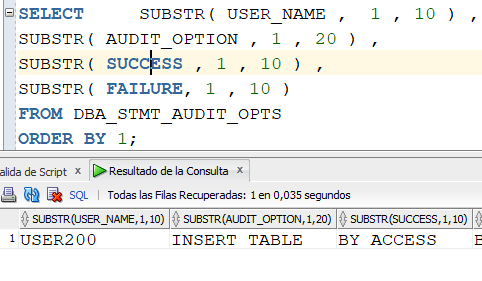 SELECT SUBSTR( USER_NAME , 1 , 10 ) ,
SUBSTR( AUDIT_OPTION , 1 , 20 ) ,
SUBSTR( SUCCESS , 1 , 10 ) ,
SUBSTR( FAILURE, 1 , 10 )
FROM DBA_STMT_AUDIT_OPTS
ORDER BY 1;
alida de Script x Resultado de la Consulta x
SQL | Todas las Filas Recuperadas: 1 en 0,035 segundos
SUBSTR(USER_NAME,1,10) SUBSTR(AUDIT_OPTION,1,20) SUBSTR(SUCCESS,1,10)
1 USER200 INSERT TABLE BY ACCESS